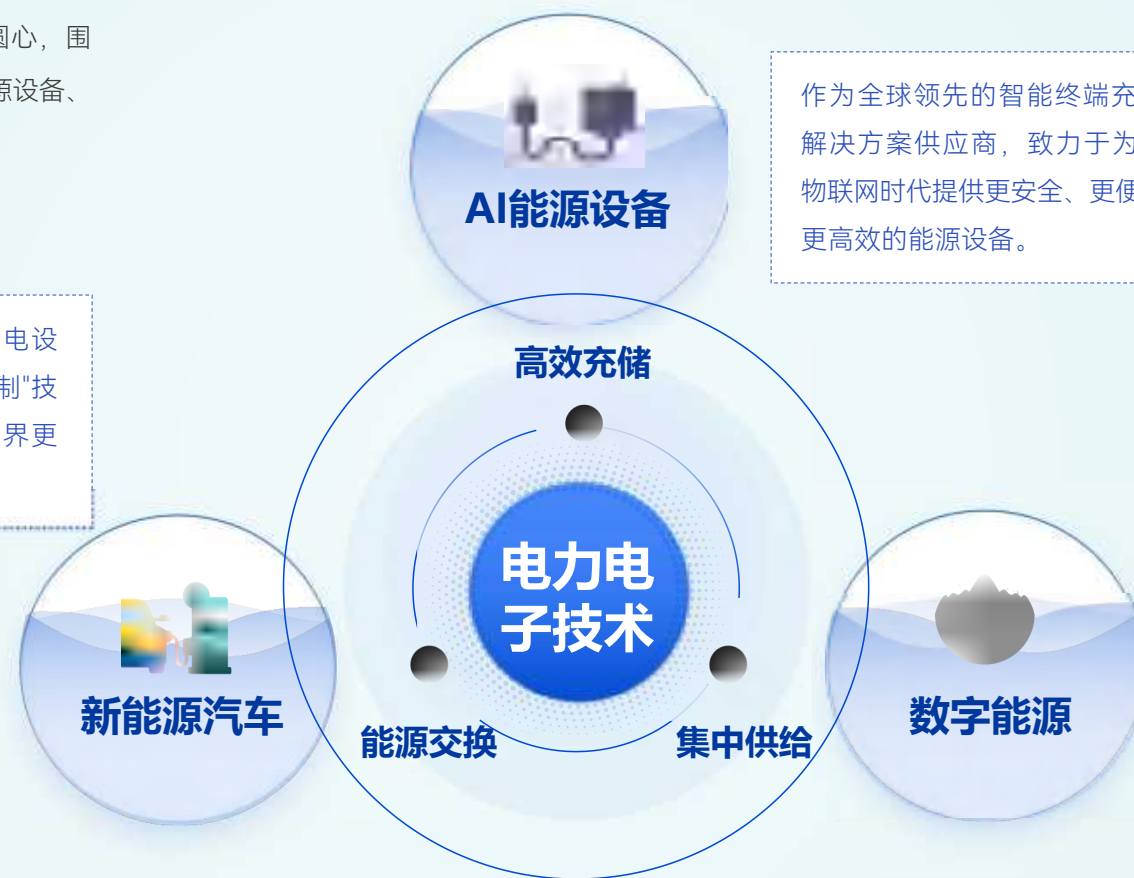 圆心，围
源设备、
AI能源设备
作为全球领先的智能终端充
解决方案供应商，致力于为
物联网时代提供更安全、更便
更高效的能源设备。
电设
制"技
界更
高效充储
电力电
子技术
新能源汽车
能源交换
集中供给
数字能源